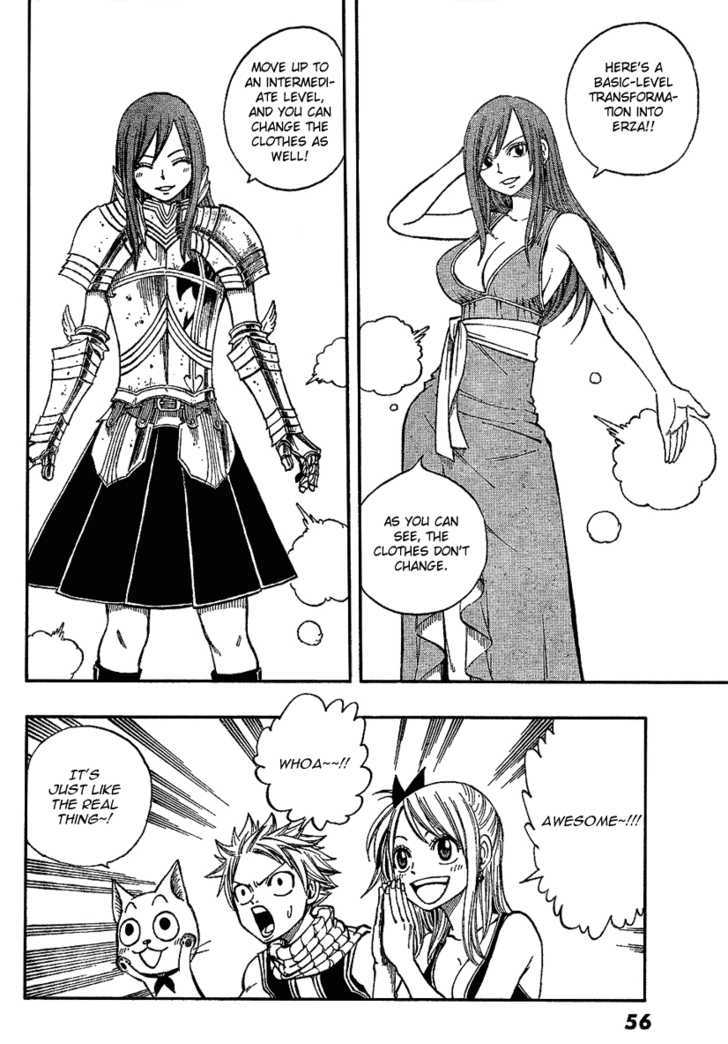 HERE'S A
BASIC-LEVEL
TRANSFORMA-
TION INTO
ERZA!!
AS YOU CAN
SEE, THE
CLOTHES DON'T
CHANGE.
MOVE UP TO
AN INTERMEDI-
ATE LEVEL,
AND YOU CAN
CHANGE THE
CLOTHES AS
WELL!
AWESOME~!!!
WHOA~~!!
IT'S
JUST LIKE
THE REAL
THING~!
56